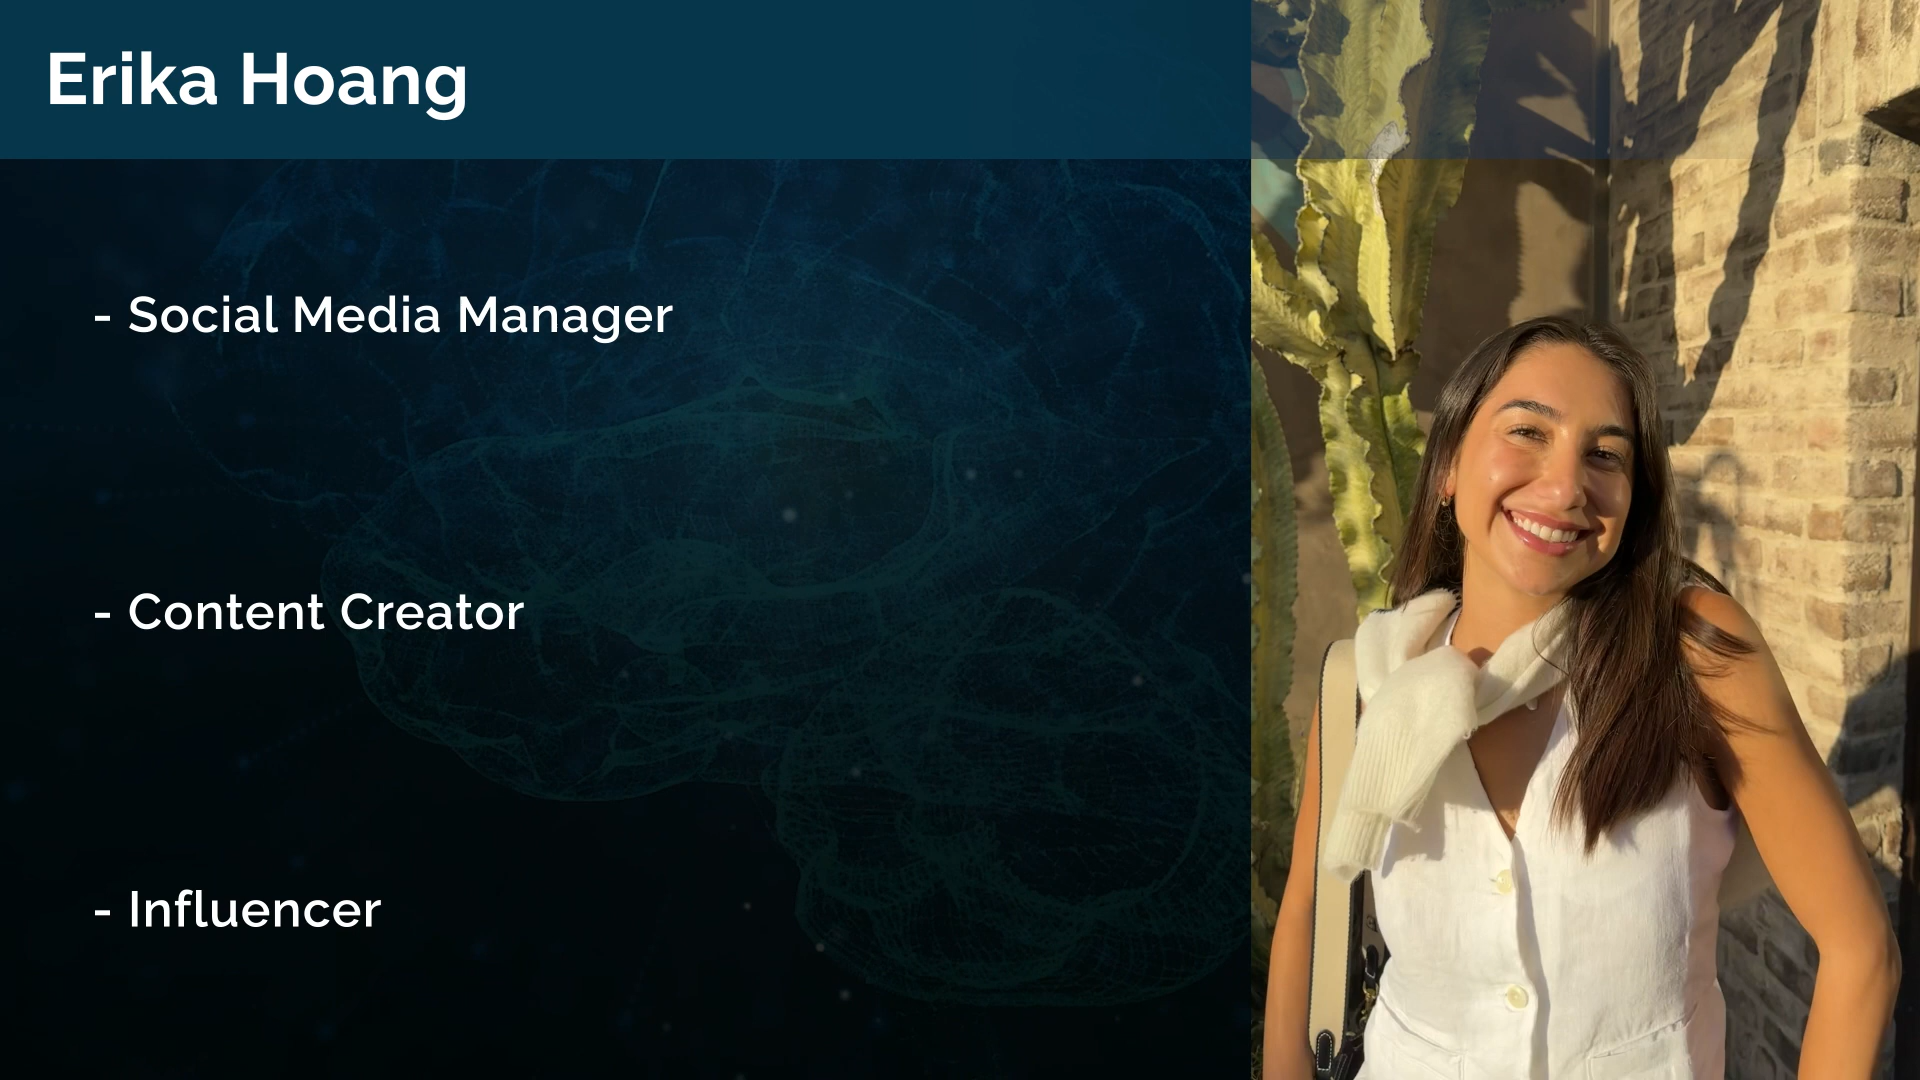 Erika Hoang
- Social Media Manager
- Content Creator
- Influencer